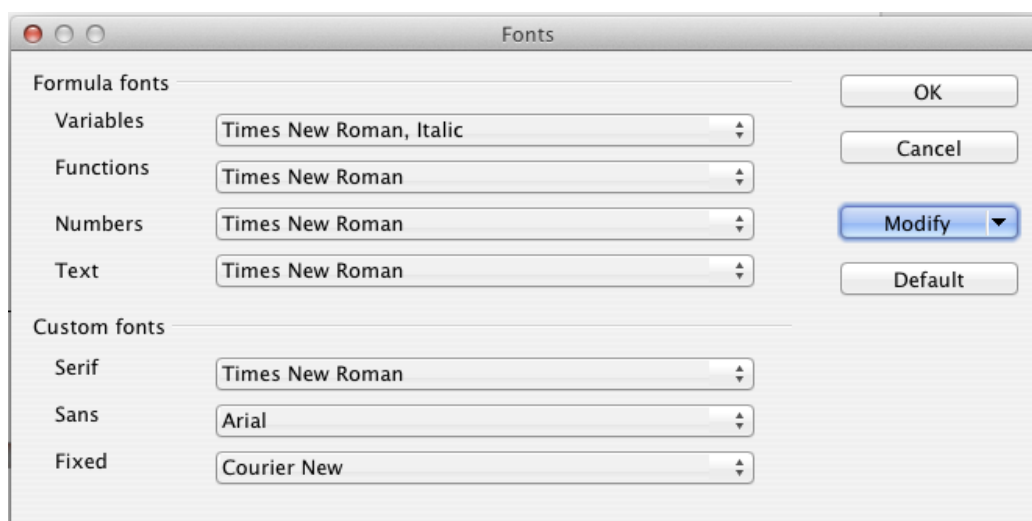 Fonts
Formula fonts
OK
Variables
Times New Roman, Italic
Cancel
Functions
Times New Roman
Numbers
Times New Roman
Modify
Text
Times New Roman
Default
Custom fonts
Serif
Times New Roman
Sans
Arial
Fixed
Courier New